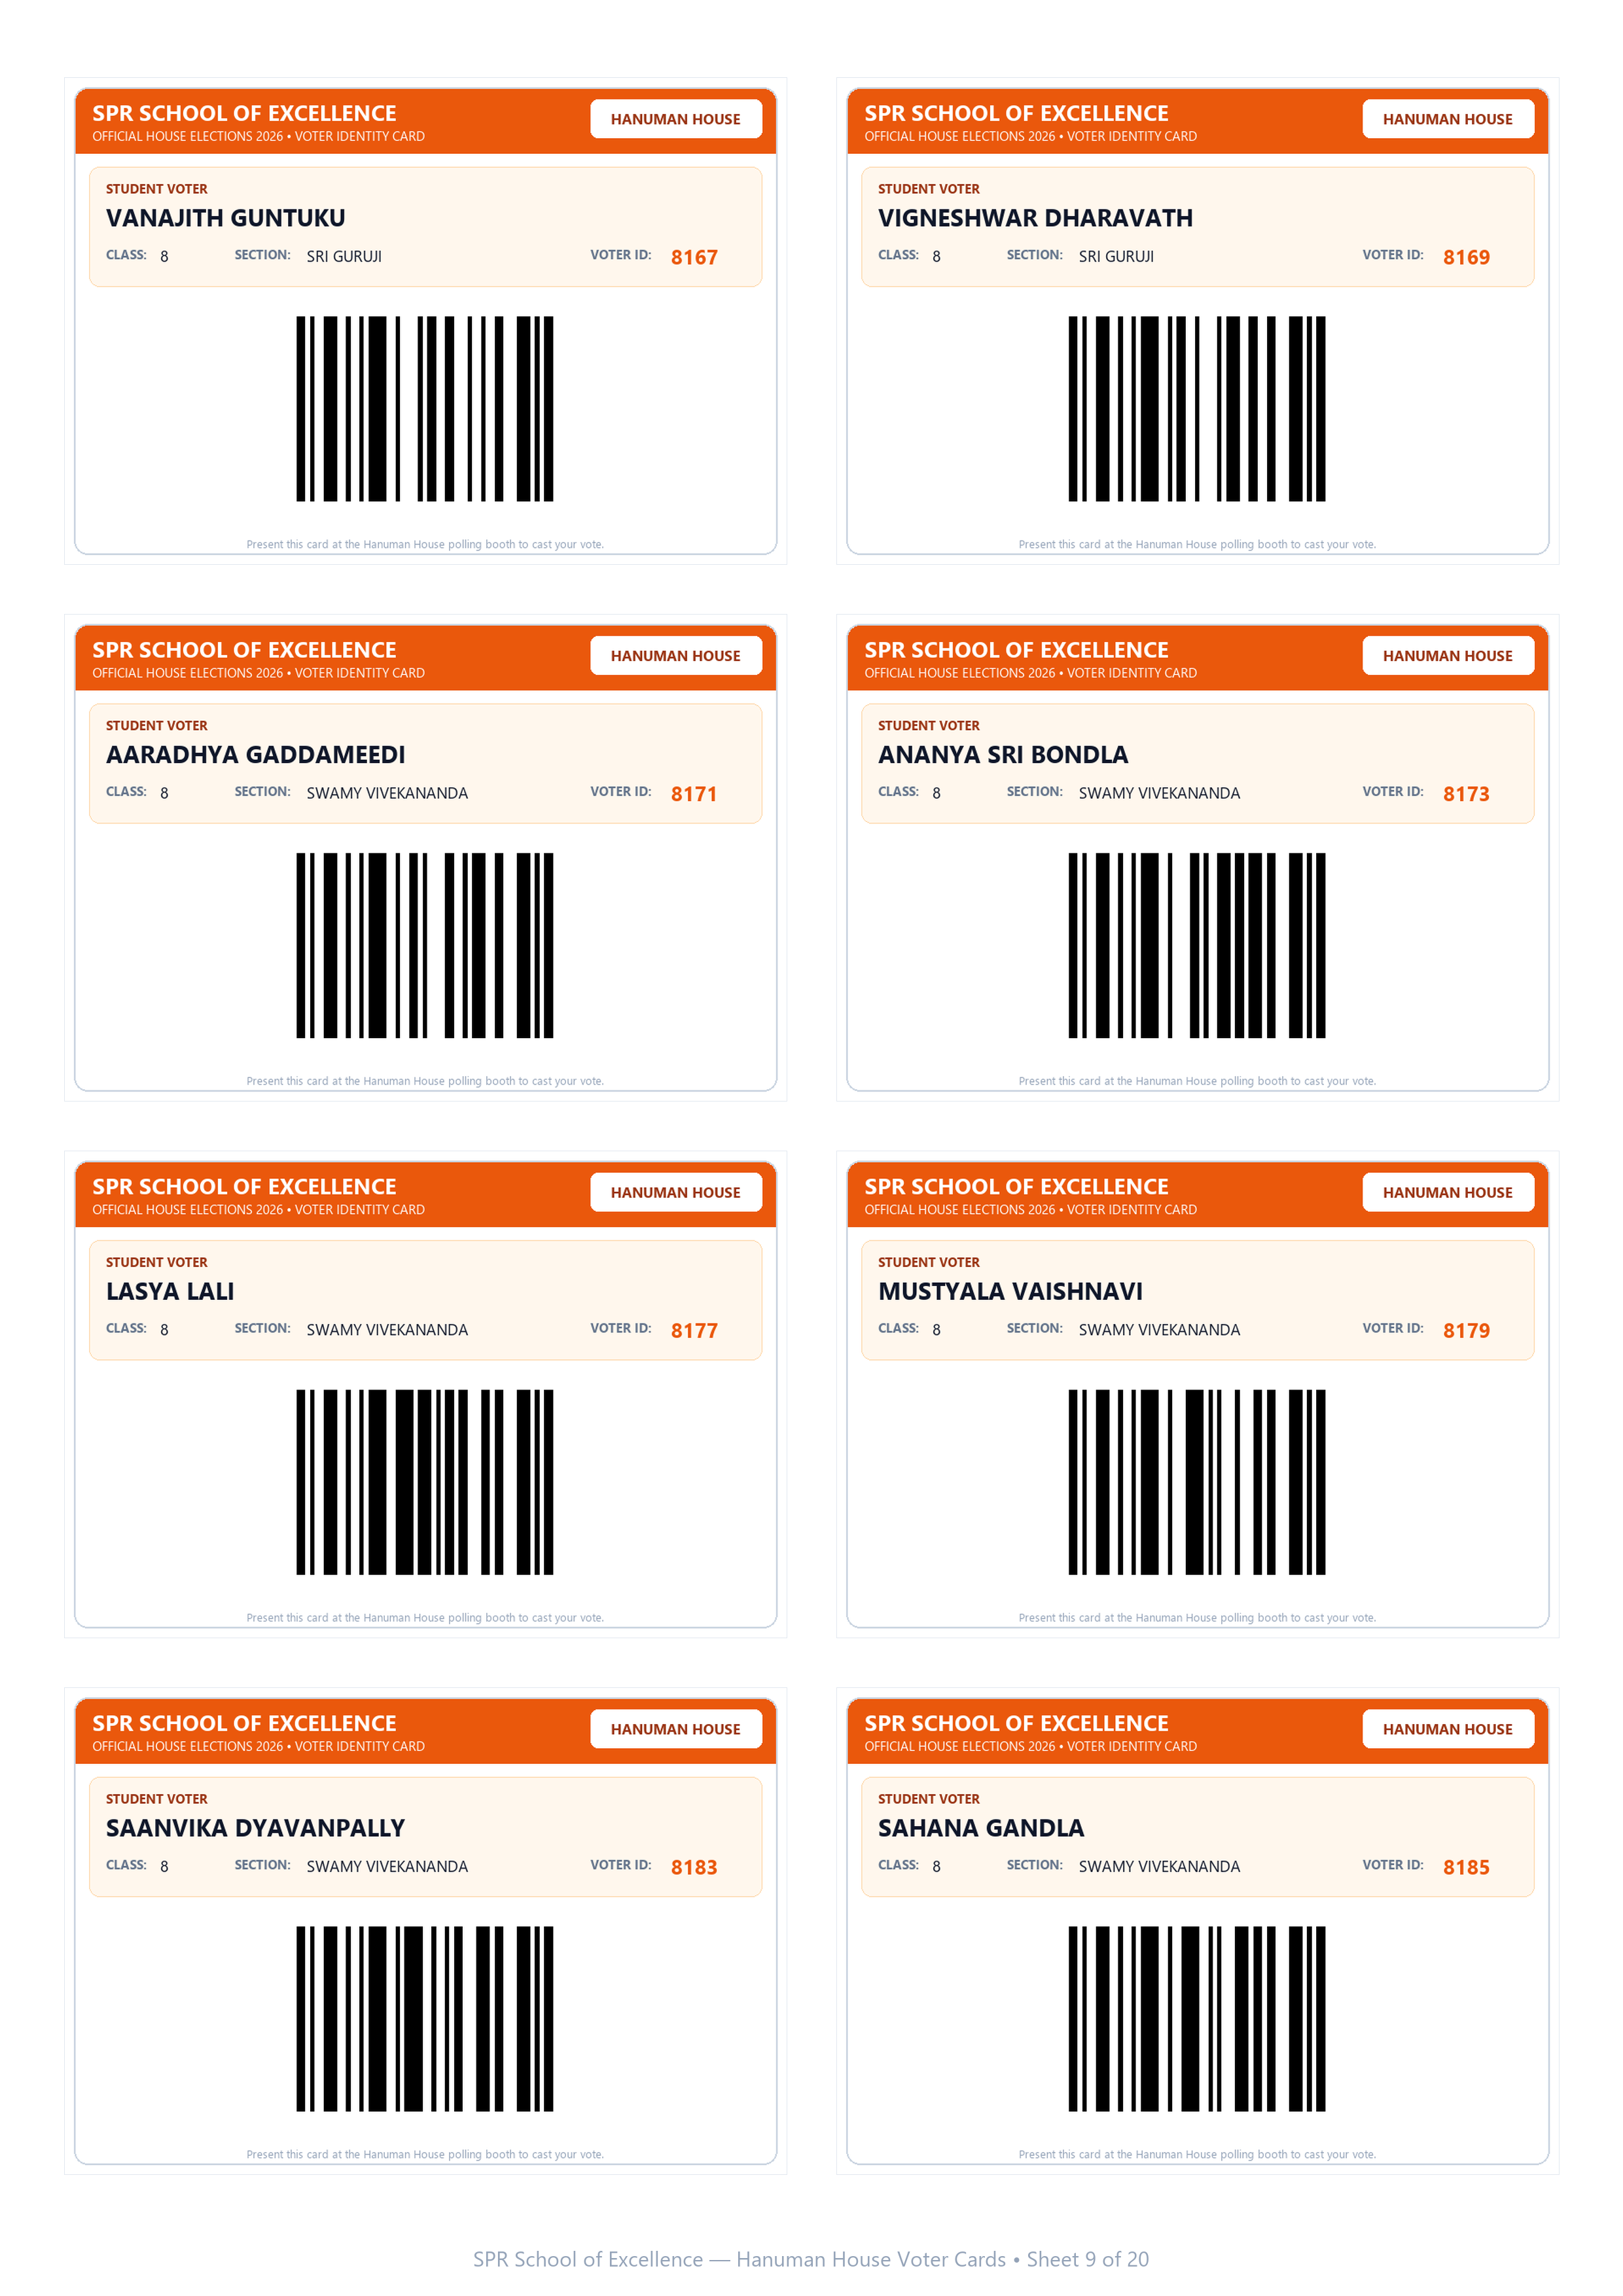 SPR SCHOOL OF EXCELLENCE
OFFICIAL HOUSE ELECTIONS 2026 • VOTER IDENTITY CARD
HANUMAN HOUSE
STUDENT VOTER
VANAJITH GUNTUKU
CLASS: 8 SECTION: SRI GURUJI VOTER ID: 8167
Present this card at the Hanuman House polling booth to cast your vote.
SPR SCHOOL OF EXCELLENCE
OFFICIAL HOUSE ELECTIONS 2026 • VOTER IDENTITY CARD
HANUMAN HOUSE
STUDENT VOTER
VIGNESHWAR DHARAVATH
CLASS: 8 SECTION: SRI GURUJI VOTER ID: 8169
Present this card at the Hanuman House polling booth to cast your vote.
SPR SCHOOL OF EXCELLENCE
OFFICIAL HOUSE ELECTIONS 2026 • VOTER IDENTITY CARD
HANUMAN HOUSE
STUDENT VOTER
AARADHYA GADDAMEEDI
CLASS: 8 SECTION: SWAMY VIVEKANANDA VOTER ID: 8171
Present this card at the Hanuman House polling booth to cast your vote.
SPR SCHOOL OF EXCELLENCE
OFFICIAL HOUSE ELECTIONS 2026 • VOTER IDENTITY CARD
HANUMAN HOUSE
STUDENT VOTER
ANANYA SRI BONDLA
CLASS: 8 SECTION: SWAMY VIVEKANANDA VOTER ID: 8173
Present this card at the Hanuman House polling booth to cast your vote.
SPR SCHOOL OF EXCELLENCE
OFFICIAL HOUSE ELECTIONS 2026 • VOTER IDENTITY CARD
HANUMAN HOUSE
STUDENT VOTER
LASYA LALI
CLASS: 8 SECTION: SWAMY VIVEKANANDA VOTER ID: 8177
Present this card at the Hanuman House polling booth to cast your vote.
SPR SCHOOL OF EXCELLENCE
OFFICIAL HOUSE ELECTIONS 2026 • VOTER IDENTITY CARD
HANUMAN HOUSE
STUDENT VOTER
MUSTYALA VAISHNAVI
CLASS: 8 SECTION: SWAMY VIVEKANANDA VOTER ID: 8179
Present this card at the Hanuman House polling booth to cast your vote.
SPR SCHOOL OF EXCELLENCE
OFFICIAL HOUSE ELECTIONS 2026 • VOTER IDENTITY CARD
HANUMAN HOUSE
STUDENT VOTER
SAANVIKA DYAVANPALLY
CLASS: 8 SECTION: SWAMY VIVEKANANDA VOTER ID: 8183
Present this card at the Hanuman House polling booth to cast your vote.
SPR SCHOOL OF EXCELLENCE
OFFICIAL HOUSE ELECTIONS 2026 • VOTER IDENTITY CARD
HANUMAN HOUSE
STUDENT VOTER
SAHANA GANDLA
CLASS: 8 SECTION: SWAMY VIVEKANANDA VOTER ID: 8185
Present this card at the Hanuman House polling booth to cast your vote.
SPR School of Excellence — Hanuman House Voter Cards • Sheet 9 of 20